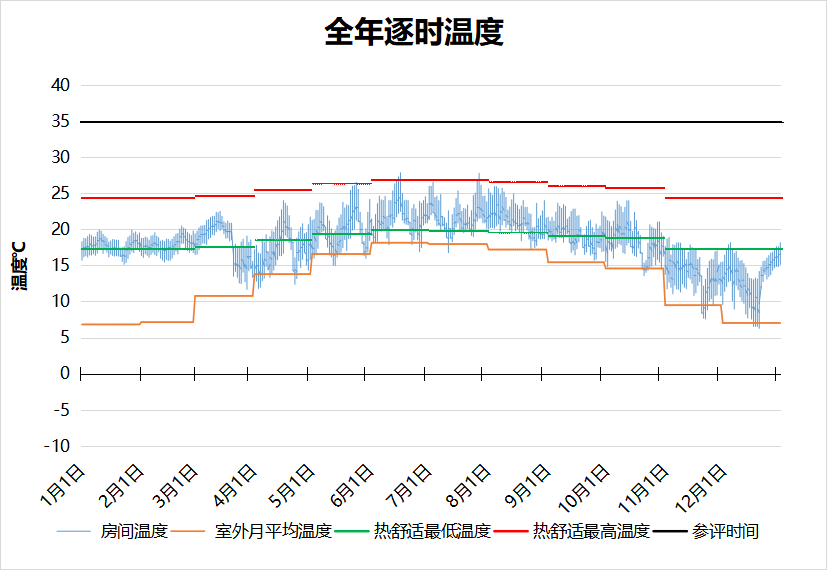 全年逐时温度
温度℃
40
35
30
25
20
15
10
5
0
-5
-10
1月1日
2月1日
3月1日
4月1日
5月1日
6月1日
7月1日
8月1日
9月1日
10月1日
11月1日
12月1日
房间温度 室外月平均温度 热舒适最低温度 热舒适最高温度 参评时间